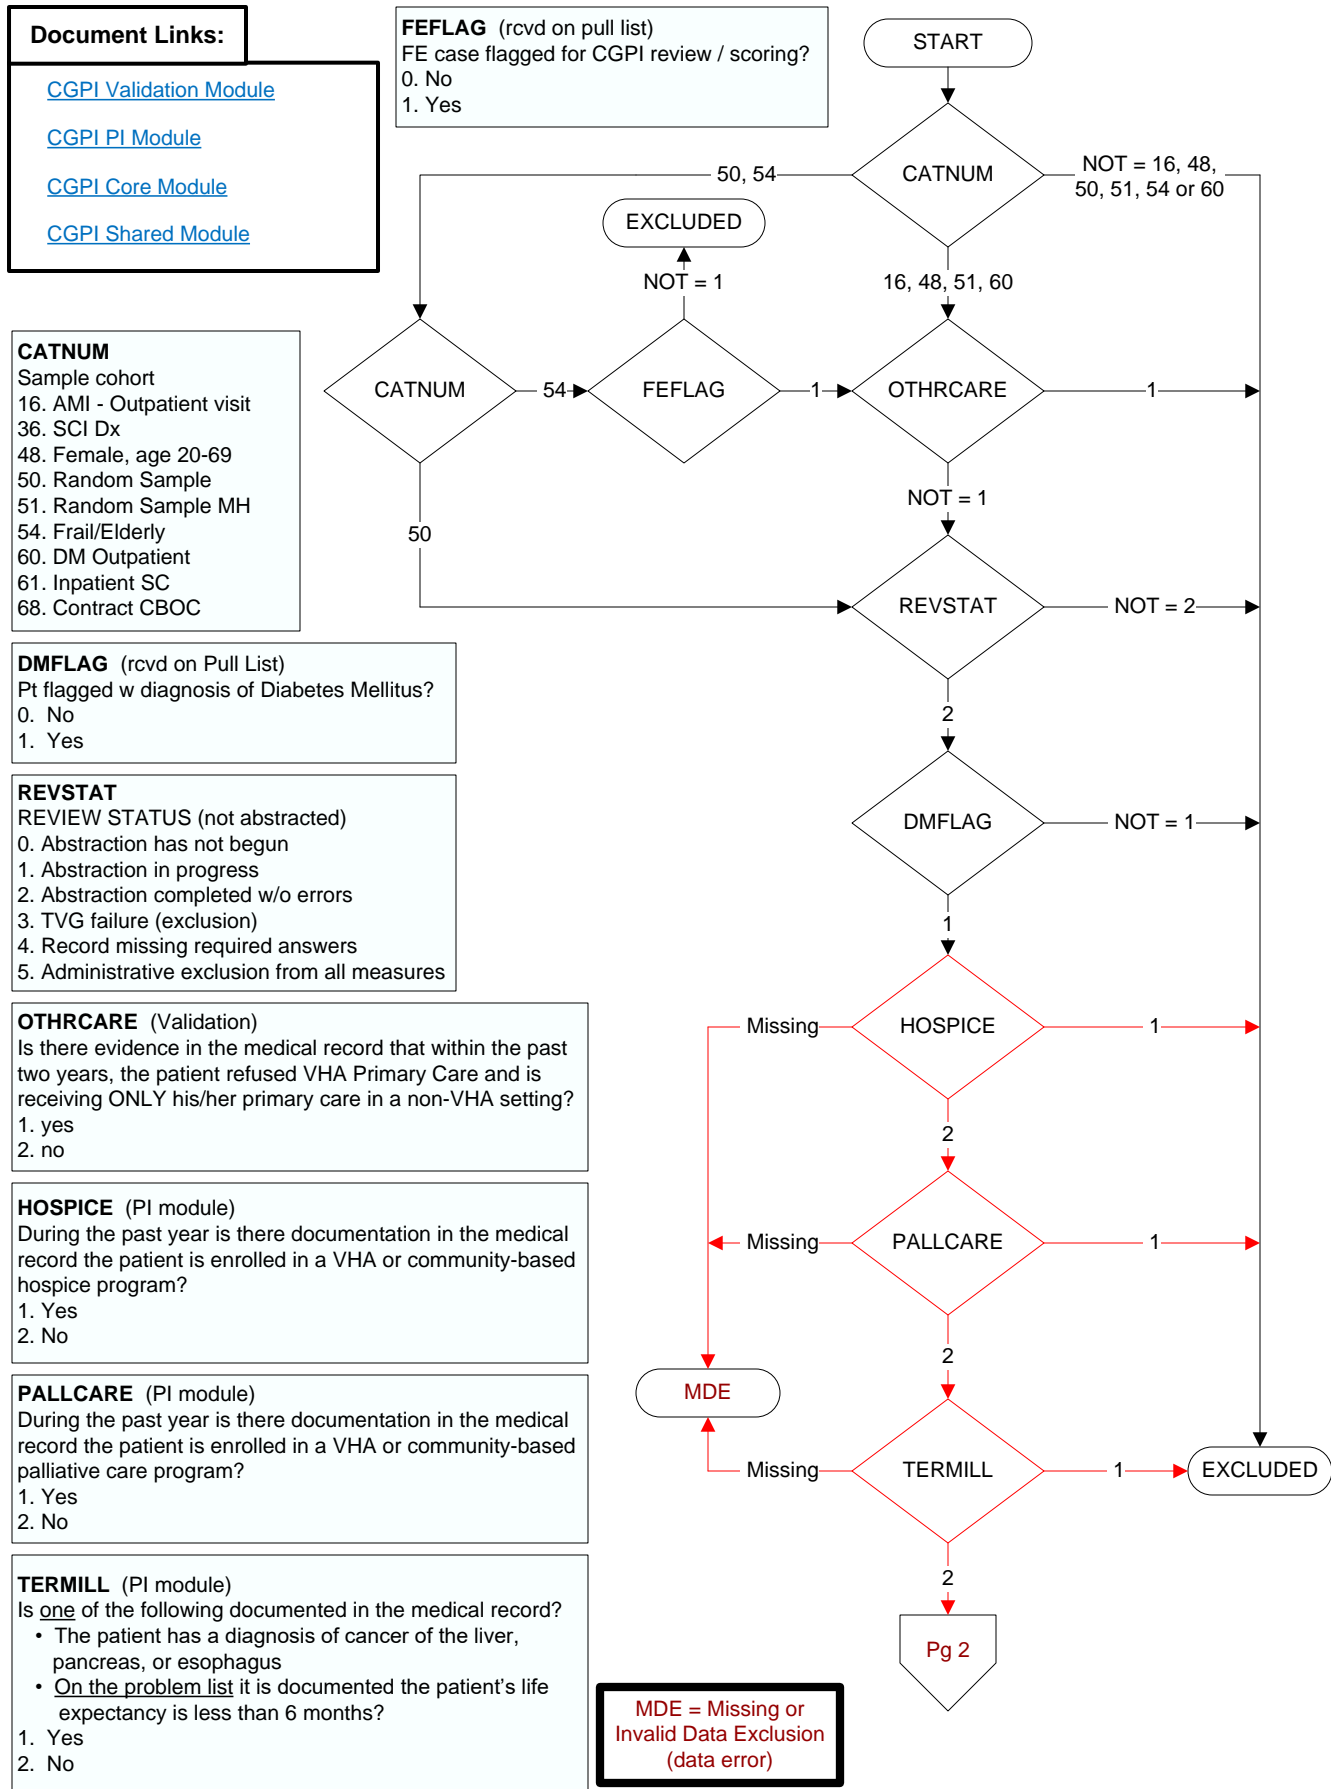 Document Links:
CGPI Validation Module
CGPI PI Module
CGPI Core Module
CGPI Shared Module
FEFLAG (rcvd on pull list)
FE case flagged for CGPI review / scoring?
0. No
1. Yes
START
CATNUM
50, 54
NOT = 16, 48,
50, 51, 54 or 60
EXCLUDED
NOT = 1
16, 48, 51, 60
CATNUM
54
FEFLAG
1
OTHRCARE
1
NOT = 1
50
REVSTAT
NOT = 2
2
DMFLAG
NOT = 1
1
HOSPICE
Missing
1
2
PALLCARE
Missing
1
2
MDE
TERMILL
Missing
1
EXCLUDED
2
Pg 2
CATNUM
Sample cohort
16. AMI - Outpatient visit
36. SCI Dx
48. Female, age 20-69
50. Random Sample
51. Random Sample MH
54. Frail/Elderly
60. DM Outpatient
61. Inpatient SC
68. Contract CBOC
DMFLAG (rcvd on Pull List)
Pt flagged w diagnosis of Diabetes Mellitus?
0. No
1. Yes
REVSTAT
REVIEW STATUS (not abstracted)
0. Abstraction has not begun
1. Abstraction in progress
2. Abstraction completed w/o errors
3. TVG failure (exclusion)
4. Record missing required answers
5. Administrative exclusion from all measures
OTHRCARE (Validation)
Is there evidence in the medical record that within the past
two years, the patient refused VHA Primary Care and is
receiving ONLY his/her primary care in a non-VHA setting?
1. yes
2. no
HOSPICE (PI module)
During the past year is there documentation in the medical
record the patient is enrolled in a VHA or community-based
hospice program?
1. Yes
2. No
PALLCARE (PI module)
During the past year is there documentation in the medical
record the patient is enrolled in a VHA or community-based
palliative care program?
1. Yes
2. No
TERMILL (PI module)
Is one of the following documented in the medical record?
• The patient has a diagnosis of cancer of the liver,
pancreas, or esophagus
• On the problem list it is documented the patient's life
expectancy is less than 6 months?
1. Yes
2. No
MDE = Missing or
Invalid Data Exclusion
(data error)